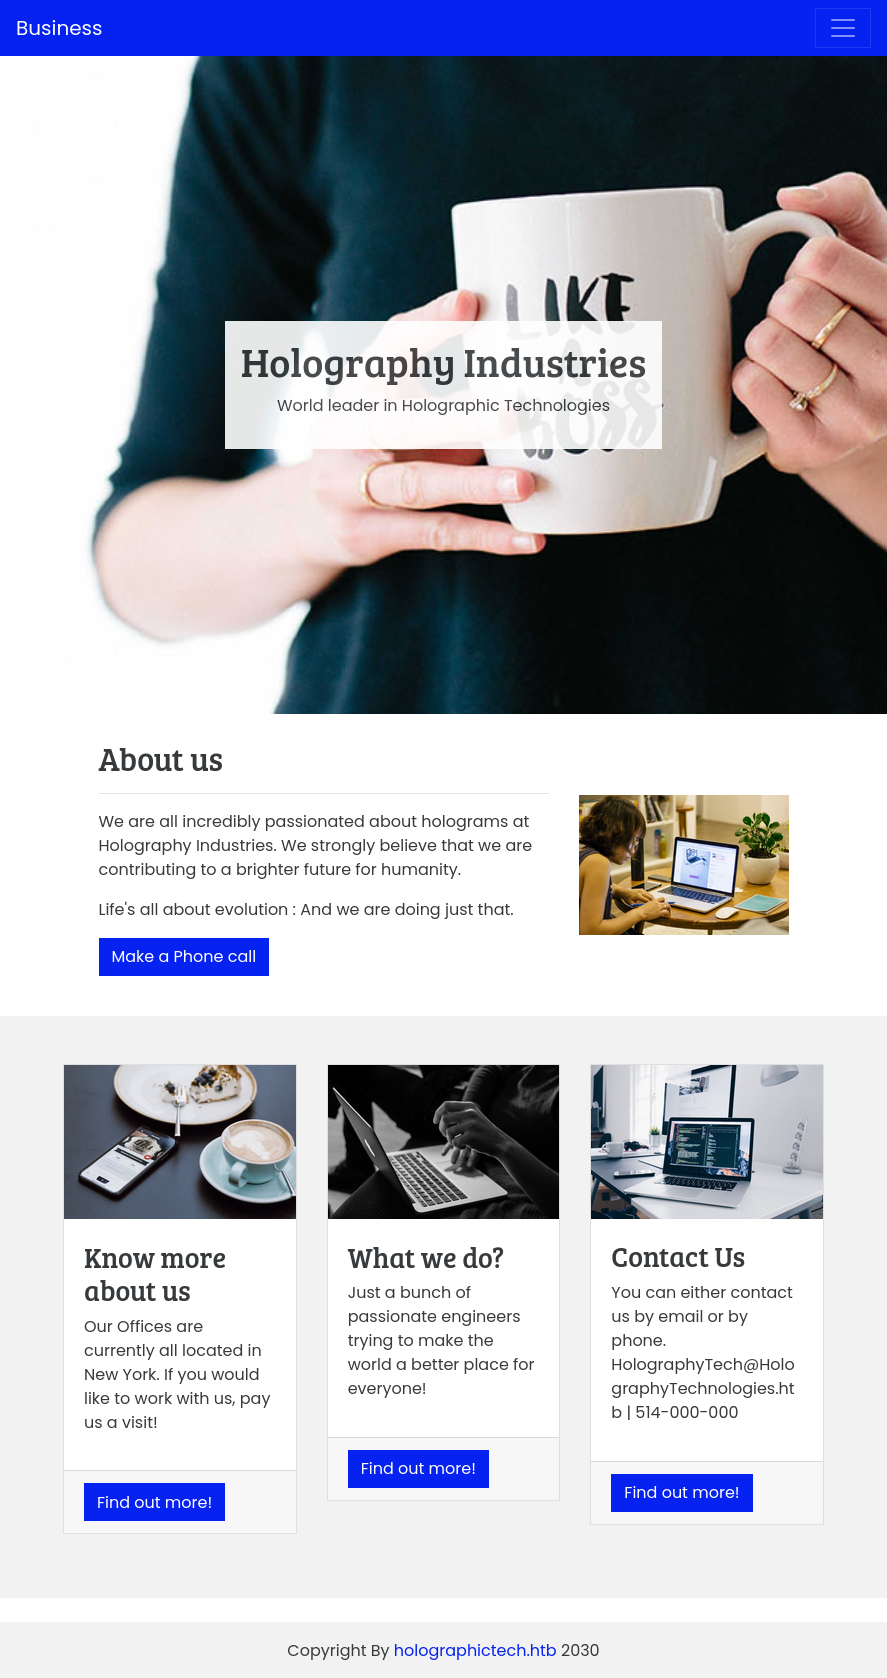 Business
LIKE
A
BOSS
Holography Industries
World leader in Holographic Technologies
About us
We are all incredibly passionated about holograms at
Holography Industries. We strongly believe that we are
contributing to a brighter future for humanity.
Life's all about evolution : And we are doing just that.
Make a Phone call
Know more
about us
Our Offices are
currently all located in
New York. If you would
like to work with us, pay
us a visit!
Find out more!
What we do?
Just a bunch of
passionate engineers
trying to make the
world a better place for
everyone!
Find out more!
Contact Us
You can either contact
us by email or by
phone.
HolographyTech@Holo
graphyTechnologies.ht
b | 514-000-000
Find out more!
Copyright By holographictech.htb 2030